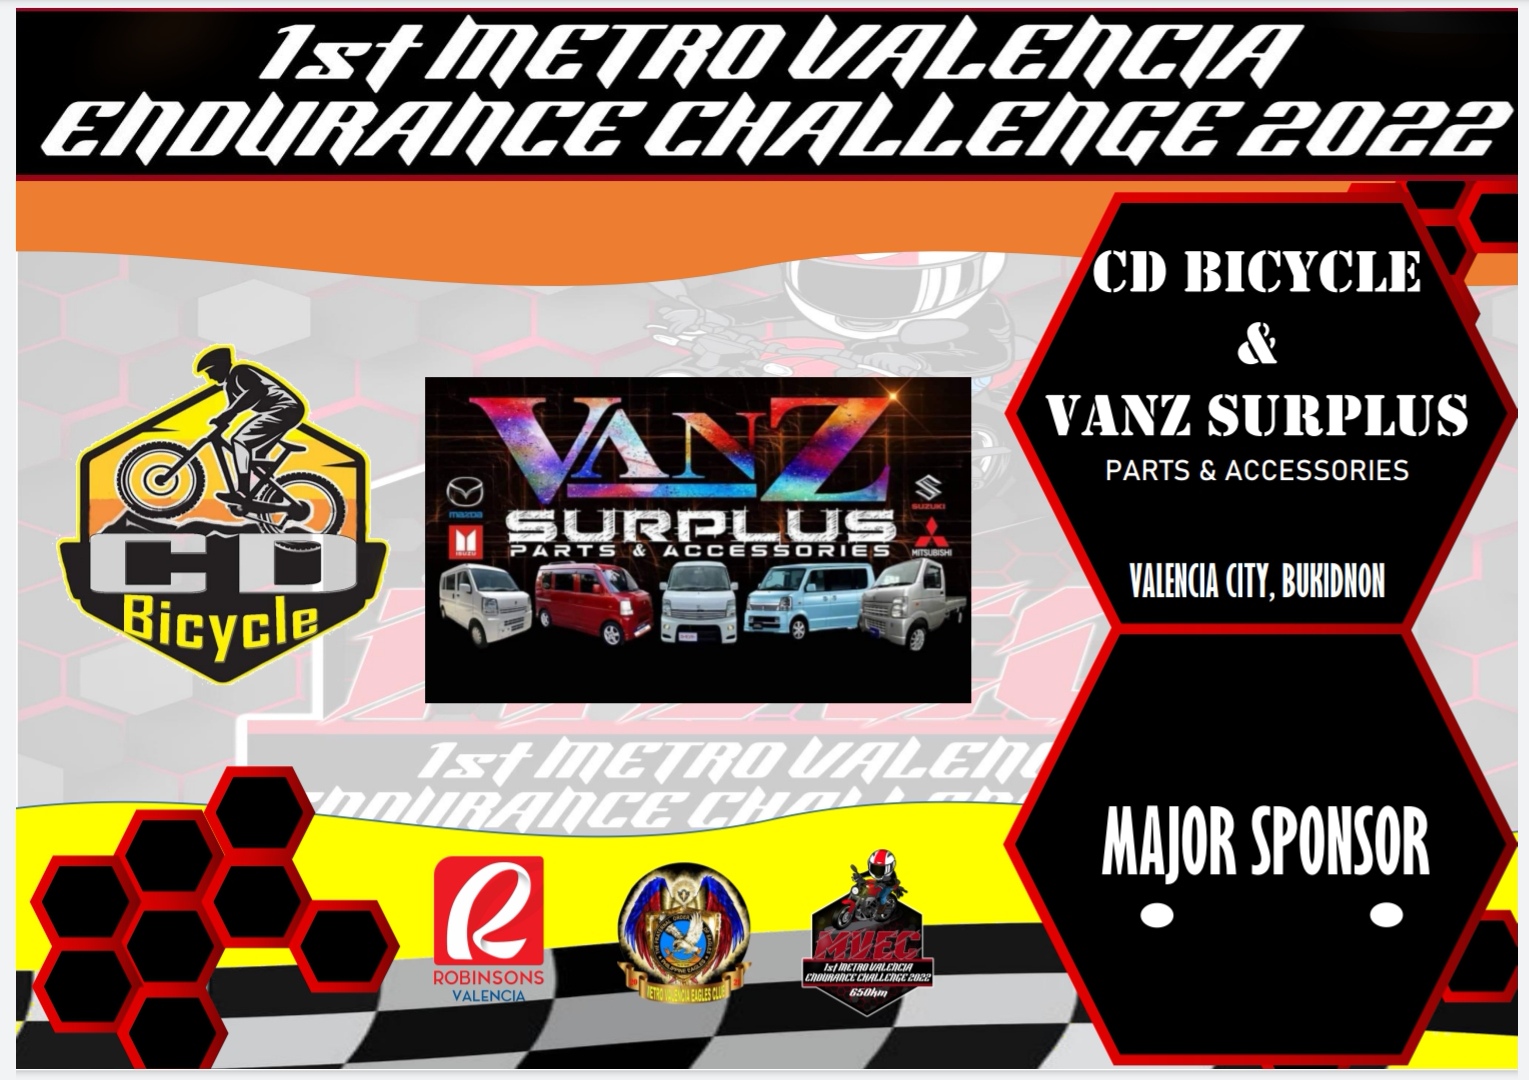 1st METRO VALENCIA
ENDURANCE CHALLENGE 2022
CD BICYCLE
&
VANZ SURPLUS
PARTS & ACCESSORIES
VALENCIA CITY, BUKIDNON
MAJOR SPONSOR
CD
Bicycle
VANZ
SURPLUS
PARTS & ACCESSORIES
mazda
ISUZU
SUZUKI
MITSUBISHI
1st METRO VALENC
ENDURANCE CHALLENG
R
ROBINSONS
VALENCIA
METRO VALENCIA EAGLES CLUB
MVEC
1st METRO VALENCIA
ENDURANCE CHALLENGE 2022
650km